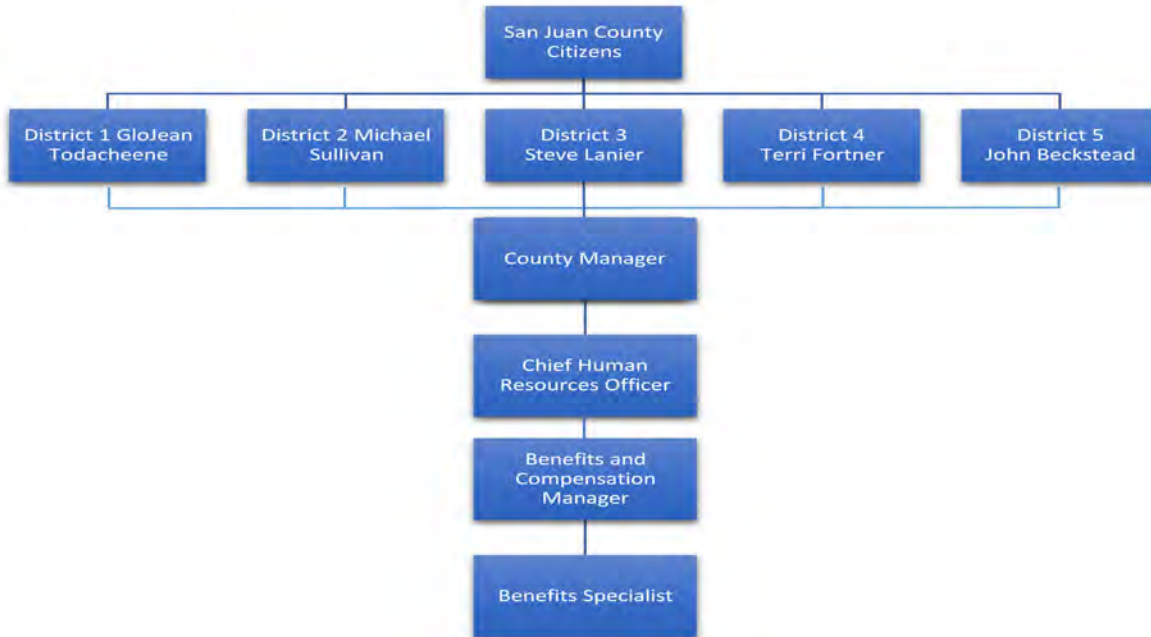 San Juan County
Citizens
District 1 GloJean
Todacheene
District 2 Michael
Sullivan
District 3
Steve Lanier
District 4
Terri Fortner
District 5
John Beckstead
County Manager
Chief Human
Resources Officer
Benefits and
Compensation
Manager
Benefits Specialist